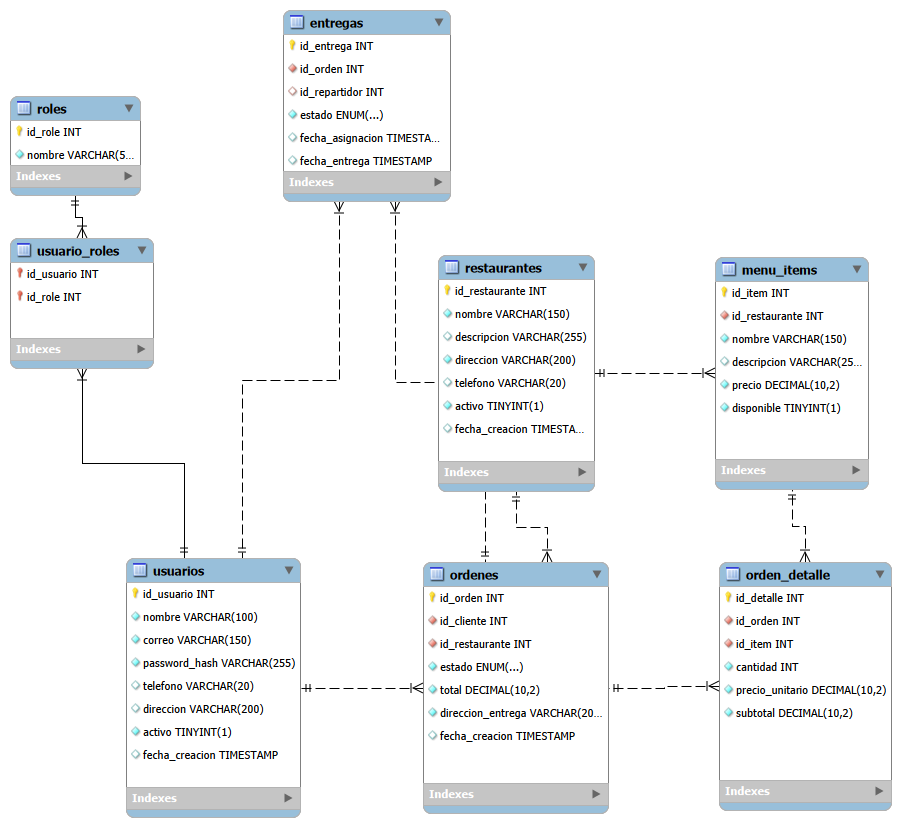 entregas
id_entrega INT
id_orden INT
id_repartidor INT
estado ENUM(...)
fecha_asignacion TIMESTA...
fecha_entrega TIMESTAMP
Indexes
roles
id_role INT
nombre VARCHAR(5...
Indexes
usuario_roles
id_usuario INT
id_role INT
Indexes
restaurantes
id_restaurante INT
nombre VARCHAR(150)
descripcion VARCHAR(255)
direccion VARCHAR(200)
telefono VARCHAR(20)
activo TINYINT(1)
fecha_creacion TIMESTA...
Indexes
menu_items
id_item INT
id_restaurante INT
nombre VARCHAR(150)
descripcion VARCHAR(25...
precio DECIMAL(10,2)
disponible TINYINT(1)
Indexes
usuarios
id_usuario INT
nombre VARCHAR(100)
correo VARCHAR(150)
password_hash VARCHAR(255)
telefono VARCHAR(20)
direccion VARCHAR(200)
activo TINYINT(1)
fecha_creacion TIMESTAMP
Indexes
ordenes
id_orden INT
id_cliente INT
id_restaurante INT
estado ENUM(...)
total DECIMAL(10,2)
direccion_entrega VARCHAR(20...
fecha_creacion TIMESTAMP
Indexes
orden_detalle
id_detalle INT
id_orden INT
id_item INT
cantidad INT
precio_unitario DECIMAL(10,2)
subtotal DECIMAL(10,2)
Indexes